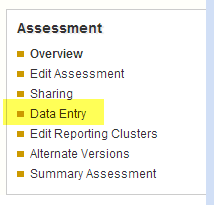 Assessment
Overview
Edit Assessment
Sharing
Data Entry
Edit Reporting Clusters
Alternate Versions
Summary Assessment